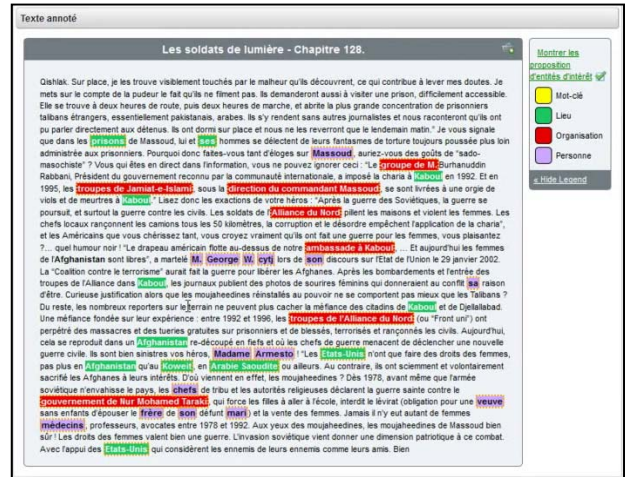 Texte annoté
Les soldats de lumière - Chapitre 128.
Qishlak. Sur place, je les trouve visiblement touchés par le malheur qu'ils découvrent, ce qui contribue à lever mes doutes. Je
mets sur le compte de la pudeur le fait qu'ils ne filment pas. Ils demanderont aussi à visiter une prison, difficilement accessible.
Elle se trouve à deux heures de route, puis deux heures de marche, et abrite la plus grande concentration de prisonniers
talibans étrangers, essentiellement pakistanais, arabes. Ils s'y rendent sans autres journalistes et nous raconteront qu'ils ont
pu parler directement aux détenus. Ils ont dormi sur place et nous ne les reverront que le lendemain matin." Je vous signale
que dans les prisons de Massoud, lui et ses hommes se délectent de leurs fantasmes de torture toujours poussée plus loin
administrée aux prisonniers. Pourquoi donc faites-vous tant d'éloges sur Massoud, auriez-vous des goûts de "sado-
masochiste" ? Vous qui êtes en direct dans l'information, vous ne pouvez ignorer ceci : "Le groupe de M.Burhanuddin
Rabbani, Président du gouvernement reconnu par la communauté internationale, a imposé la charia à Kaboul en 1992. Et en
1995, les troupes de Jamiat-e-Islami, sous la direction du commandant Massoud, se sont livrées à une orgie de
viols et de meurtres à Kaboul." Lisez donc les exactions de votre héros : "Après la guerre des Soviétiques, la guerre se
poursuit, et surtout la guerre contre les civils. Les soldats de l'Alliance du Nord pillent les maisons et violent les femmes. Les
chefs locaux rançonnent les camions tous les 50 kilomètres, la corruption et le désordre empêchent l'application de la charia",
et les Américains que vous chérissez tant, vous croyez vraiment qu'ils ont fait une guerre pour les femmes, vous plaisantez
?... quel humour noir ! "Le drapeau américain flotte au-dessus de notre ambassade à Kaboul. ... Et aujourd'hui les femmes
de l'Afghanistan sont libres", a martelé M. George W. cytj lors de son discours sur l'Etat de l'Union le 29 janvier 2002.
La "Coalition contre le terrorisme" aurait fait la guerre pour libérer les Afghanes. Après les bombardements et l'entrée des
troupes de l'Alliance dans Kaboul, les journaux publient des photos de sourires féminins qui donneraient au conflit sa raison
d'être. Curieuse justification alors que les moujahedines réinstallés au pouvoir ne se comportent pas mieux que les Talibans ?
Du reste, les nombreux reporters sur le terrain ne peuvent plus cacher la méfiance des citadins de Kaboul et de Djellallabad.
Une méfiance fondée sur leur expérience : entre 1992 et 1996, les troupes de l'Alliance du Nord (ou "Front uni") ont
perpétré des massacres et des tueries gratuites sur prisonniers et de blessés, terrorisés et rançonnés les civils. Aujourd'hui,
cela se reproduit dans un Afghanistan re-découpé en fiefs et où les chefs de guerre menacent de déclencher une nouvelle
guerre civile. Ils sont bien sinistres vos héros, Madame Armesto ! "Les Etats-Unis n'ont que faire des droits des femmes,
pas plus en Afghanistan qu'au Koweit, en Arabie Saoudite ou ailleurs. Au contraire, ils ont sciemment et volontairement
sacrifié les Afghanes à leurs intérêts. D'où viennent en effet, les moujaheedines ? Dès 1978, avant même que l'armée
soviétique n'envahisse le pays, les chefs de tribu et les autorités religieuses déclarent la guerre sainte contre le
gouvernement de Nur Mohamed Taraki, qui force les filles à aller à l'école, interdit le lévirat (obligation pour une veuve
sans enfants d'épouser le frère de son défunt mari) et la vente des femmes. Jamais il n'y eut autant de femmes
médecins, professeurs, avocates entre 1978 et 1992. Aux yeux des moujaheedines, les moujaheedines de Massoud bien
sûr ! Les droits des femmes valent bien une guerre. L'invasion soviétique vient donner une dimension patriotique à ce combat.
Avec l'appui des Etats-Unis qui considèrent les ennemis de leurs ennemis comme leurs amis. Bien
Montrer les
proposition
d'entités d'intérêt
Mot-clé
Lieu
Organisation
Personne
« Hide Legend